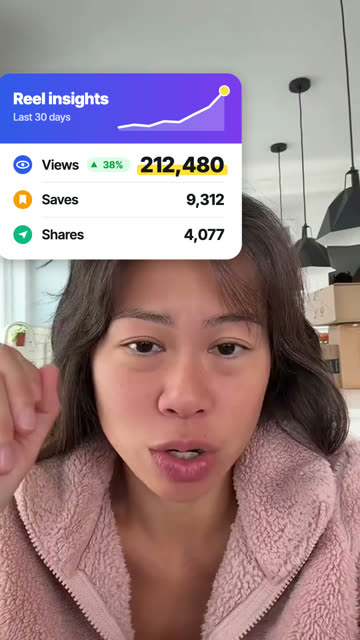 Reel insights
Last 30 days
Views ▲ 38% 212,480
Saves 9,312
Shares 4,077